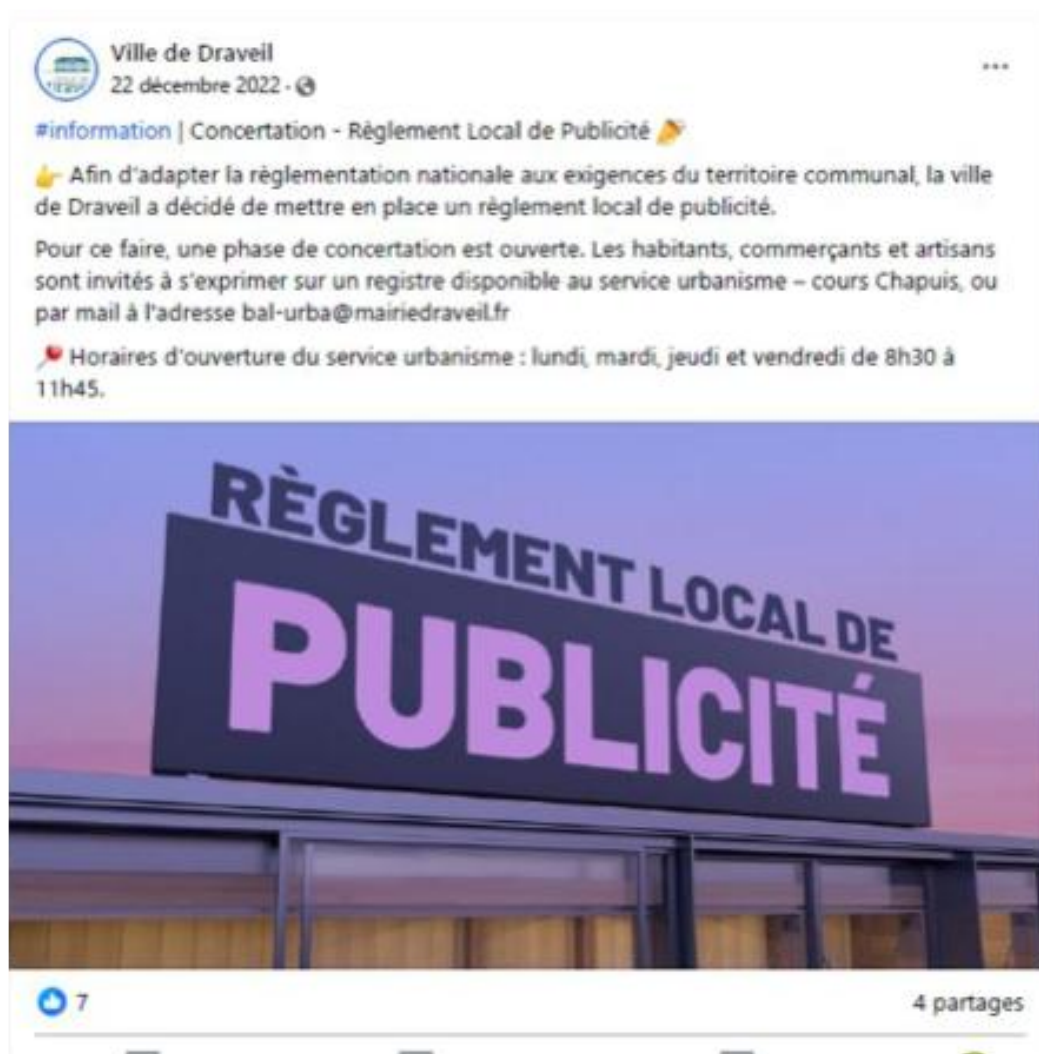 Ville de Draveil
22 décembre 2022 ·
#information | Concertation - Règlement Local de Publicité 🎉
👉 Afin d'adapter la règlementation nationale aux exigences du territoire communal, la ville
de Draveil a décidé de mettre en place un règlement local de publicité.
Pour ce faire, une phase de concertation est ouverte. Les habitants, commerçants et artisans
sont invités à s'exprimer sur un registre disponible au service urbanisme – cours Chapuis, ou
par mail à l'adresse bal-urba@mairiedraveil.fr
📍 Horaires d'ouverture du service urbanisme : lundi, mardi, jeudi et vendredi de 8h30 à
11h45.
RÈGLEMENT LOCAL DE
PUBLICITÉ
7
4 partages